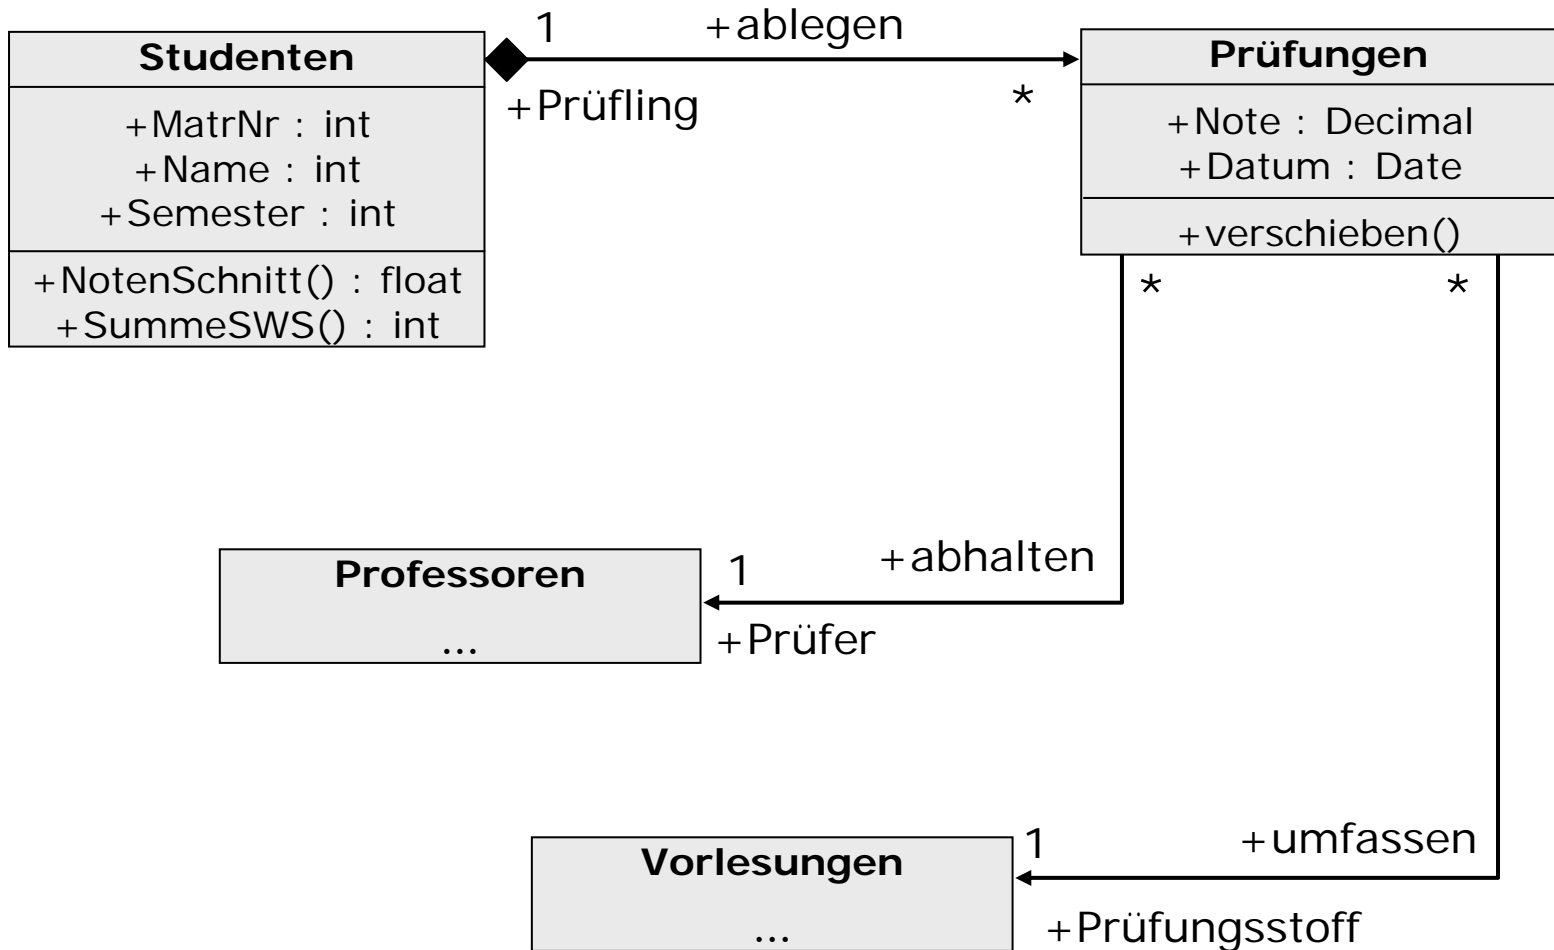 Studenten
+MatrNr : int
+Name : int
+Semester : int
+NotenSchnitt() : float
+SummeSWS() : int
1
+ablegen
+Prüfling
*
Prüfungen
+Note : Decimal
+Datum : Date
+verschieben()
*
*
Professoren
...
1
+abhalten
+Prüfer
Vorlesungen
...
1
+umfassen
+Prüfungsstoff